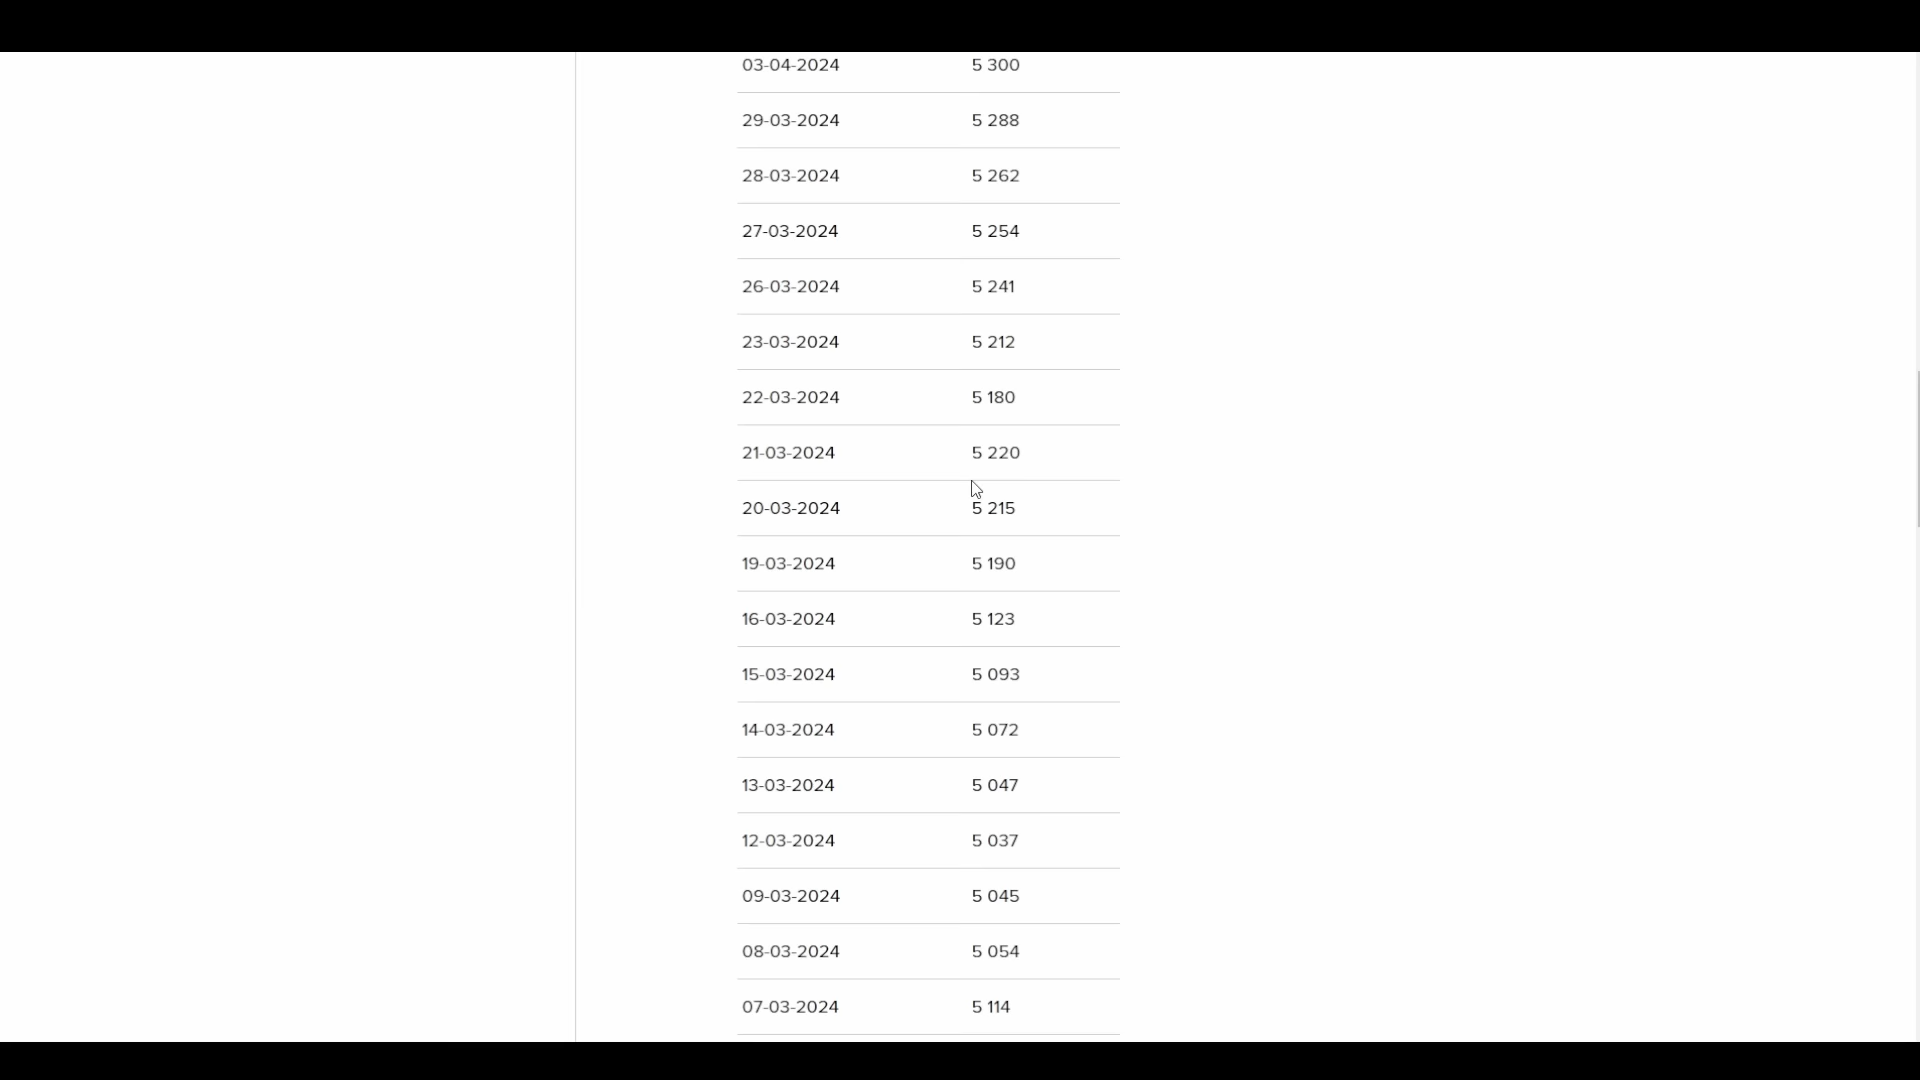 03-04-2024 5 300
29-03-2024 5 288
28-03-2024 5 262
27-03-2024 5 254
26-03-2024 5 241
23-03-2024 5 212
22-03-2024 5 180
21-03-2024 5 220
20-03-2024 5 215
19-03-2024 5 190
16-03-2024 5 123
15-03-2024 5 093
14-03-2024 5 072
13-03-2024 5 047
12-03-2024 5 037
09-03-2024 5 045
08-03-2024 5 054
07-03-2024 5 114